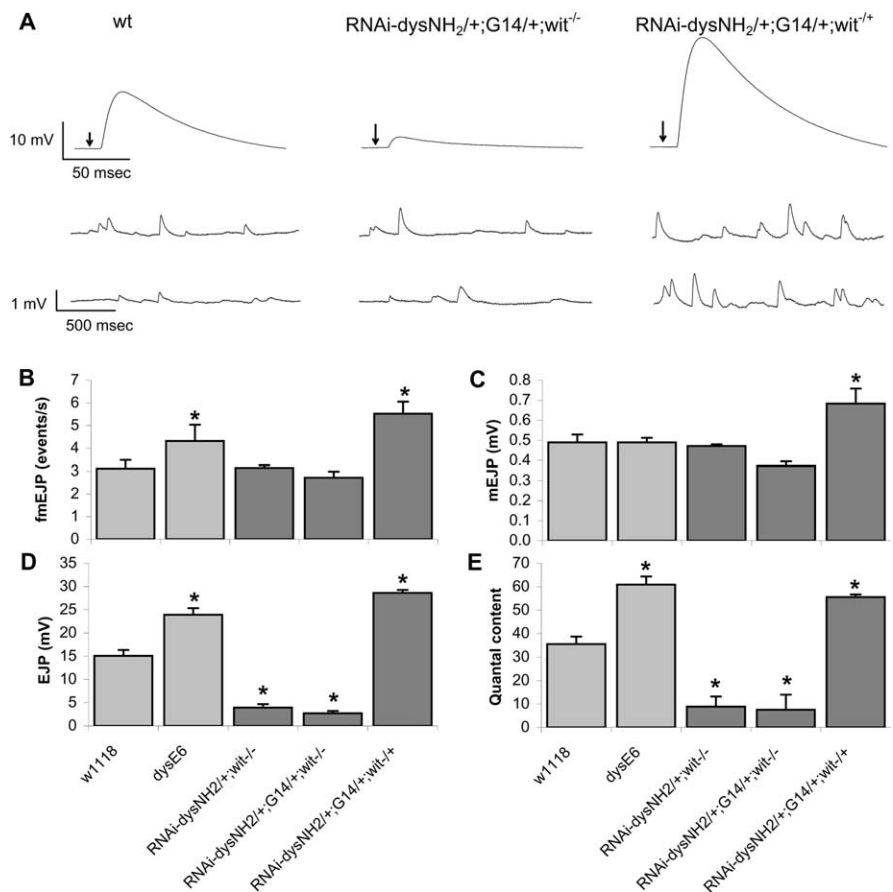 A
wt
RNAi-dysNH₂/+;G14/+;wit⁻/⁻
RNAi-dysNH₂/+;G14/+;wit⁻/⁺
10 mV
50 msec
1 mV
500 msec
B
fmEJP (events/s)
7
6
5
4
3
2
1
0
*
*
C
mEJP (mV)
0.8
0.7
0.6
0.5
0.4
0.3
0.2
0.1
0.0
*
D
EJP (mV)
35
30
25
20
15
10
5
0
*
*
*
*
w1118
dysE6
RNAi-dysNH2/+;wit-/-
RNAi-dysNH2/+;G14/+;wit-/-
RNAi-dysNH2/+;G14/+;wit-/+
E
Quantal content
70
60
50
40
30
20
10
0
*
*
*
*
w1118
dysE6
RNAi-dysNH2/+;wit-/-
RNAi-dysNH2/+;G14/+;wit-/-
RNAi-dysNH2/+,G14/+;wit-/+